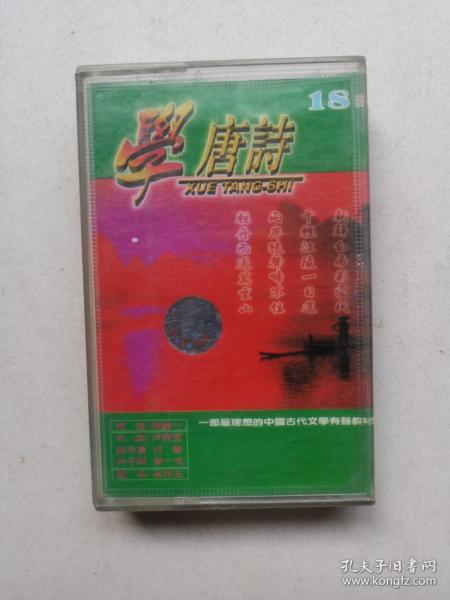 18
學唐詩
XUE TANG SHI
朝辭白帝彩雲間
千裡江陵一日還
兩岸猿聲啼不住
輕舟已過萬重山
一部最理想的中國古代文學有聲教材
孔夫子旧书网
www.kongfz.com